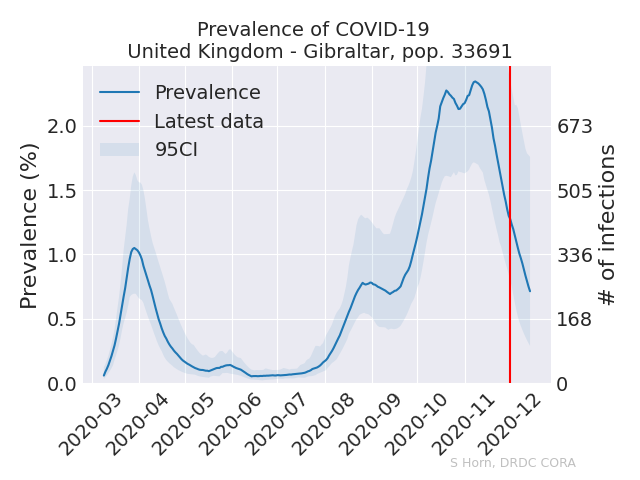 Prevalence of COVID-19
United Kingdom - Gibraltar, pop. 33691
Prevalence
Latest data
95CI
Prevalence (%)
2.0
1.5
1.0
0.5
0.0
673
505
336
168
0
# of infections
2020-03
2020-04
2020-05
2020-06
2020-07
2020-08
2020-09
2020-10
2020-11
2020-12
S Horn, DRDC CORA